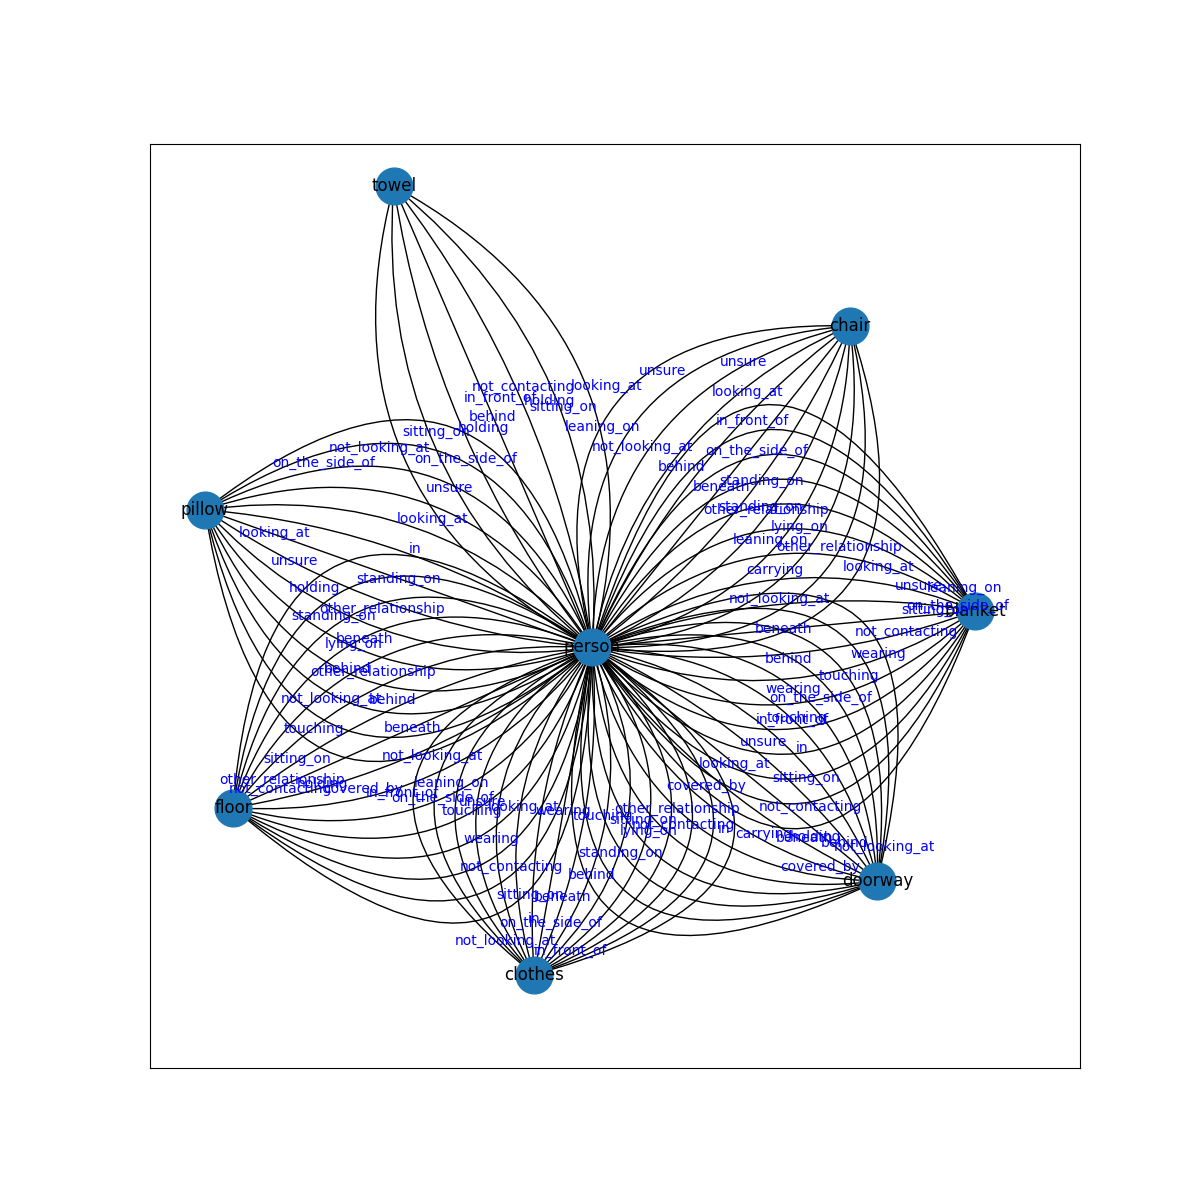 towel
chair
unsure
unsure
not_contacting
looking_at
looking_at
in_front_of
holding
sitting_on
behind
in_front_of
holding
leaning_on
sitting_on
not_looking_at
not_looking_at
on_the_side_of
on_the_side_of
on_the_side_of
behind
standing_on
unsure
beneath
pillow
standing_on
other_relationship
looking_at
lying_on
looking_at
leaning_on
other_relationship
in
unsure
looking_at
carrying
standing_on
holding
unsure
leaning_on
not_looking_at
on_the_side_of
other_relationship
sitting_on
blanket
standing_on
beneath
not_contacting
beneath
lying_on
person
wearing
behind
behind
other_relationship
touching
wearing
not_looking_at
behind
on_the_side_of
touching
in_front_of
touching
beneath
unsure
in
not_looking_at
sitting_on
looking_at
other_relationship
sitting_on
holding
leaning_on
covered_by
not_contacting
covered_by
in_front_of
on_the_side_of
unsure
floor
looking_at
not_contacting
touching
wearing
touching
other_relationship
sitting_on
not_contacting
lying_on
in
carrying
holding
beneath
wearing
behind
not_looking_at
standing_on
not_contacting
covered_by
behind
doorway
sitting_on
beneath
in
on_the_side_of
not_looking_at
in_front_of
clothes